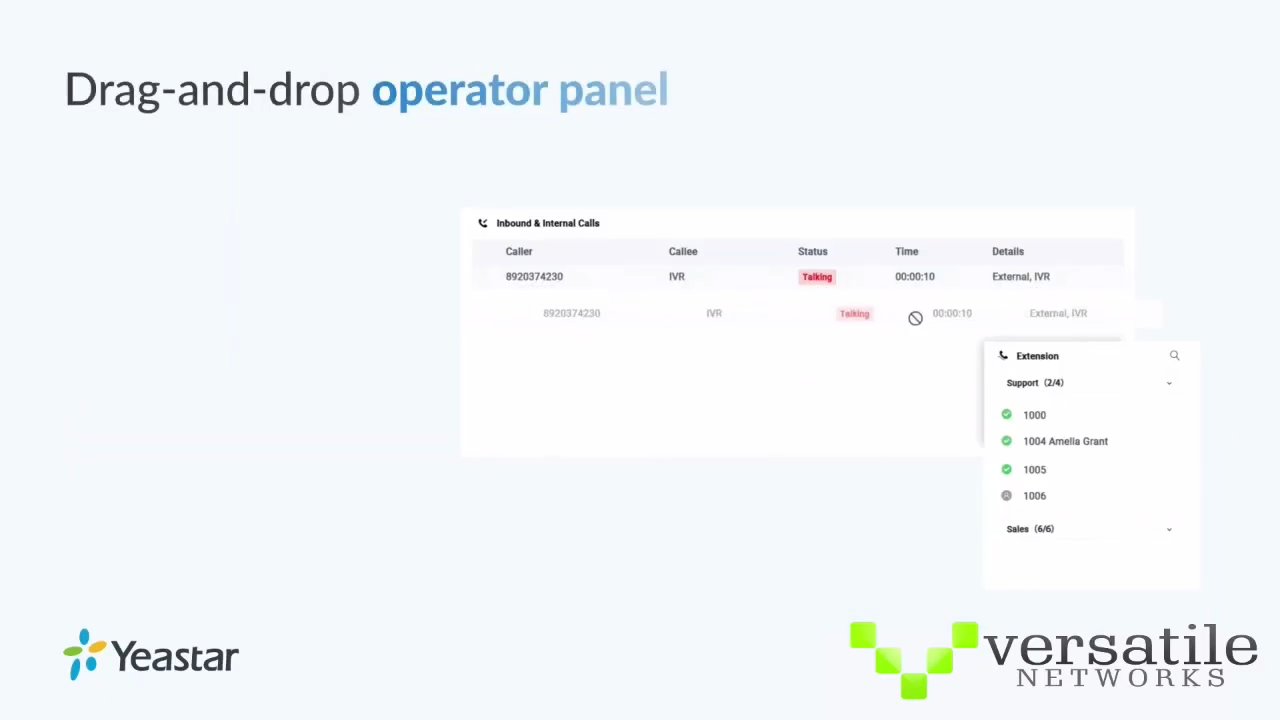 Drag-and-drop operator panel
Inbound & Internal Calls
Caller Callee Status Time Details
8920374230 IVR Talking 00:00:10 External, IVR
8920374230 IVR Talking 00:00:10 External, IVR
Extension
Support (2/4)
1000
1004 Amelia Grant
1005
1006
Sales (6/6)
Yeastar
versatile
NETWORKS